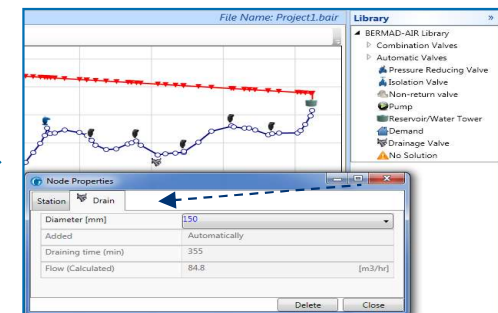 File Name: Project1.bair
Library »
BERMAD-AIR Library
Combination Valves
Automatic Valves
Pressure Reducing Valve
Isolation Valve
Non-return valve
Pump
Reservoir/Water Tower
Demand
Drainage Valve
No Solution
Node Properties
Station Drain
Diameter [mm] 150
Added Automatically
Draining time (min) 355
Flow (Calculated) 84.8 [m3/hr]
Delete Close